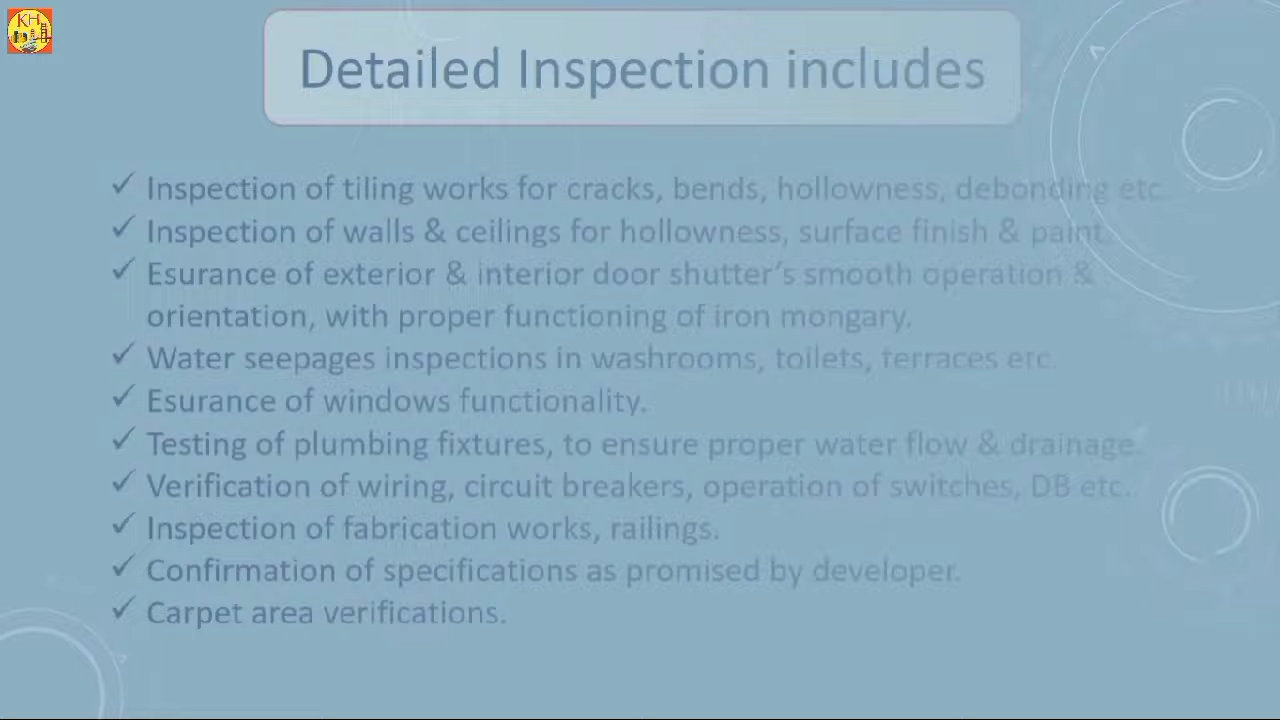 KH
Detailed Inspection includes
✓ Inspection of tiling works for cracks, bends, hollowness, debonding etc.
✓ Inspection of walls & ceilings for hollowness, surface finish & paint.
✓ Esurance of exterior & interior door shutter's smooth operation &
orientation, with proper functioning of iron mongary.
✓ Water seepages inspections in washrooms, toilets, terraces etc.
✓ Esurance of windows functionality.
✓ Testing of plumbing fixtures, to ensure proper water flow & drainage.
✓ Verification of wiring, circuit breakers, operation of switches, DB etc.
✓ Inspection of fabrication works, railings.
✓ Confirmation of specifications as promised by developer.
✓ Carpet area verifications.